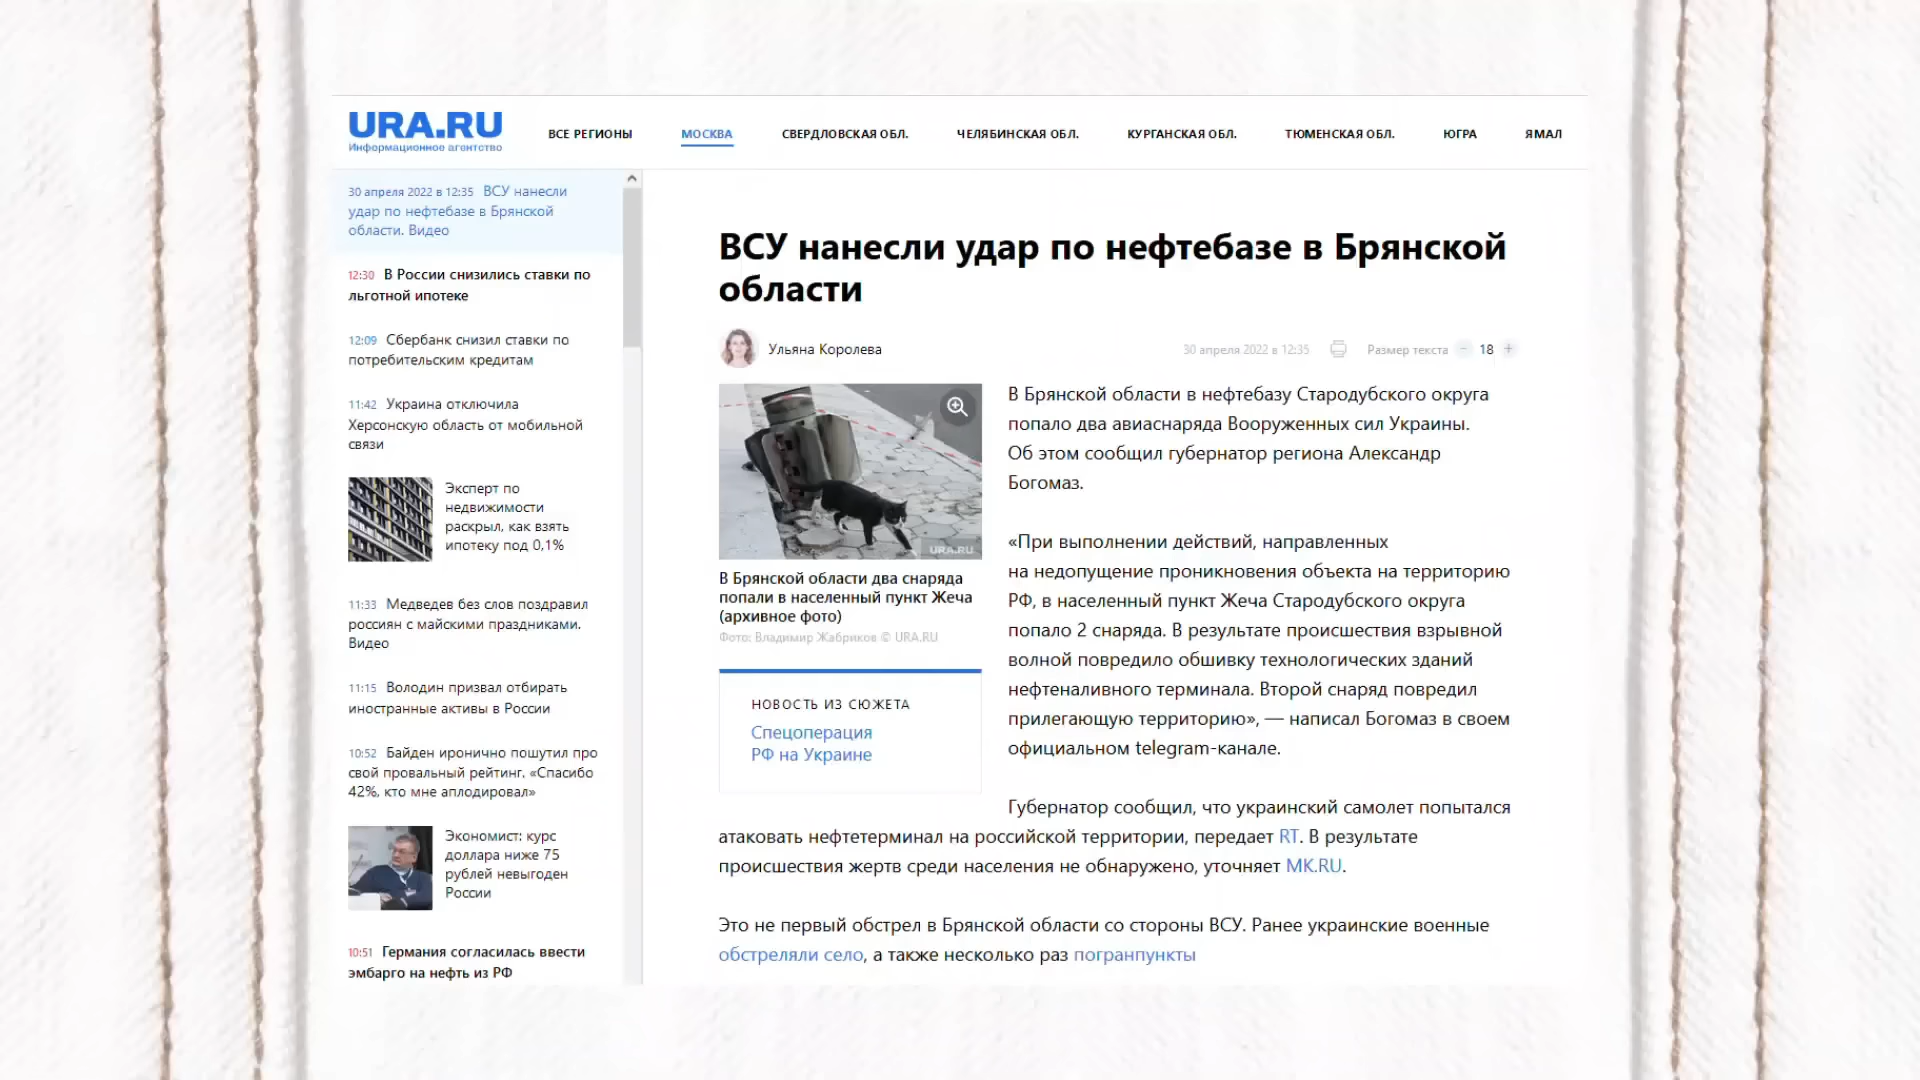 URA.RU
Информационное агентство
ВСЕ РЕГИОНЫ
МОСКВА
СВЕРДЛОВСКАЯ ОБЛ.
ЧЕЛЯБИНСКАЯ ОБЛ.
КУРГАНСКАЯ ОБЛ.
ТЮМЕНСКАЯ ОБЛ.
ЮГРА
ЯМАЛ
30 апреля 2022 в 12:35 ВСУ нанесли
удар по нефтебазе в Брянской
области. Видео
12:30 В России снизились ставки по
льготной ипотеке
12:09 Сбербанк снизил ставки по
потребительским кредитам
11:42 Украина отключила
Херсонскую область от мобильной
связи
Эксперт по
недвижимости
раскрыл, как взять
ипотеку под 0,1%
11:33 Медведев без слов поздравил
россиян с майскими праздниками.
Видео
11:15 Володин призвал отбирать
иностранные активы в России
10:52 Байден иронично пошутил про
свой провальный рейтинг. «Спасибо
42%, кто мне аплодировал»
Экономист: курс
доллара ниже 75
рублей невыгоден
России
10:51 Германия согласилась ввести
эмбарго на нефть из РФ
ВСУ нанесли удар по нефтебазе в Брянской
области
Ульяна Королева
30 апреля 2022 в 12:35
Размер текста − 18 +
URA.RU
В Брянской области два снаряда
попали в населенный пункт Жеча
(архивное фото)
Фото: Владимир Жабриков © URA.RU
НОВОСТЬ ИЗ СЮЖЕТА
Спецоперация
РФ на Украине
В Брянской области в нефтебазу Стародубского округа
попало два авиаснаряда Вооруженных сил Украины.
Об этом сообщил губернатор региона Александр
Богомаз.
«При выполнении действий, направленных
на недопущение проникновения объекта на территорию
РФ, в населенный пункт Жеча Стародубского округа
попало 2 снаряда. В результате происшествия взрывной
волной повредило обшивку технологических зданий
нефтеналивного терминала. Второй снаряд повредил
прилегающую территорию», — написал Богомаз в своем
официальном telegram-канале.
Губернатор сообщил, что украинский самолет попытался
атаковать нефтетерминал на российской территории, передает RT. В результате
происшествия жертв среди населения не обнаружено, уточняет MK.RU.
Это не первый обстрел в Брянской области со стороны ВСУ. Ранее украинские военные
обстреляли село, а также несколько раз погранпункты